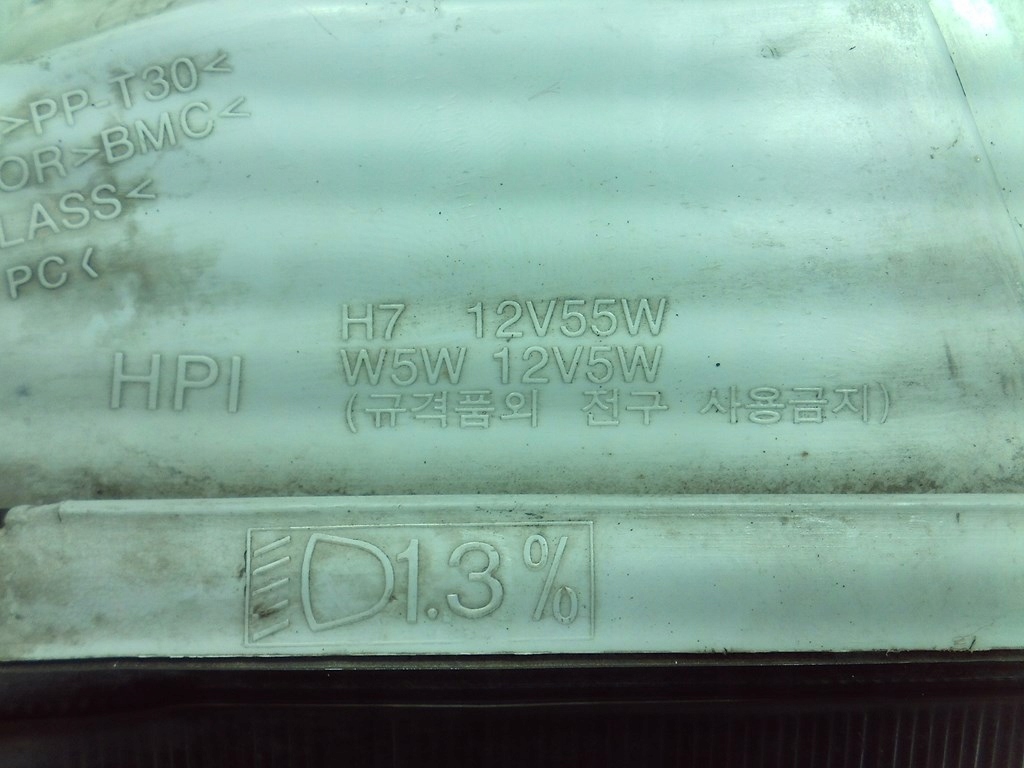 >PP-T30<
OR>BMC<
LASS<
PC<
HPI
H7 12V55W
W5W 12V5W
(규격품외 전구 사용금지)
1.3%